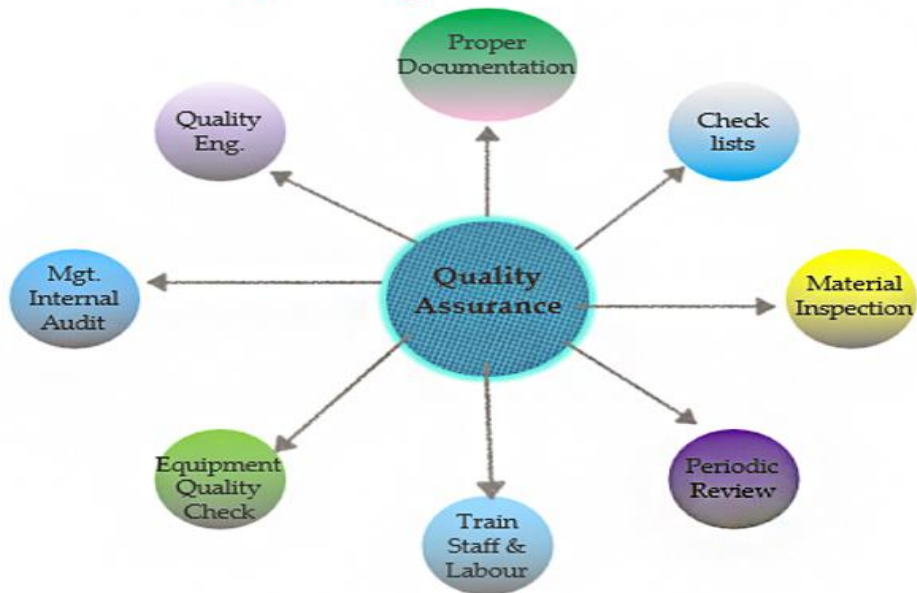 Proper
Documentation
Quality
Eng.
Check
lists
Mgt.
Internal
Audit
Quality
Assurance
Material
Inspection
Equipment
Quality
Check
Periodic
Review
Train
Staff &
Labour